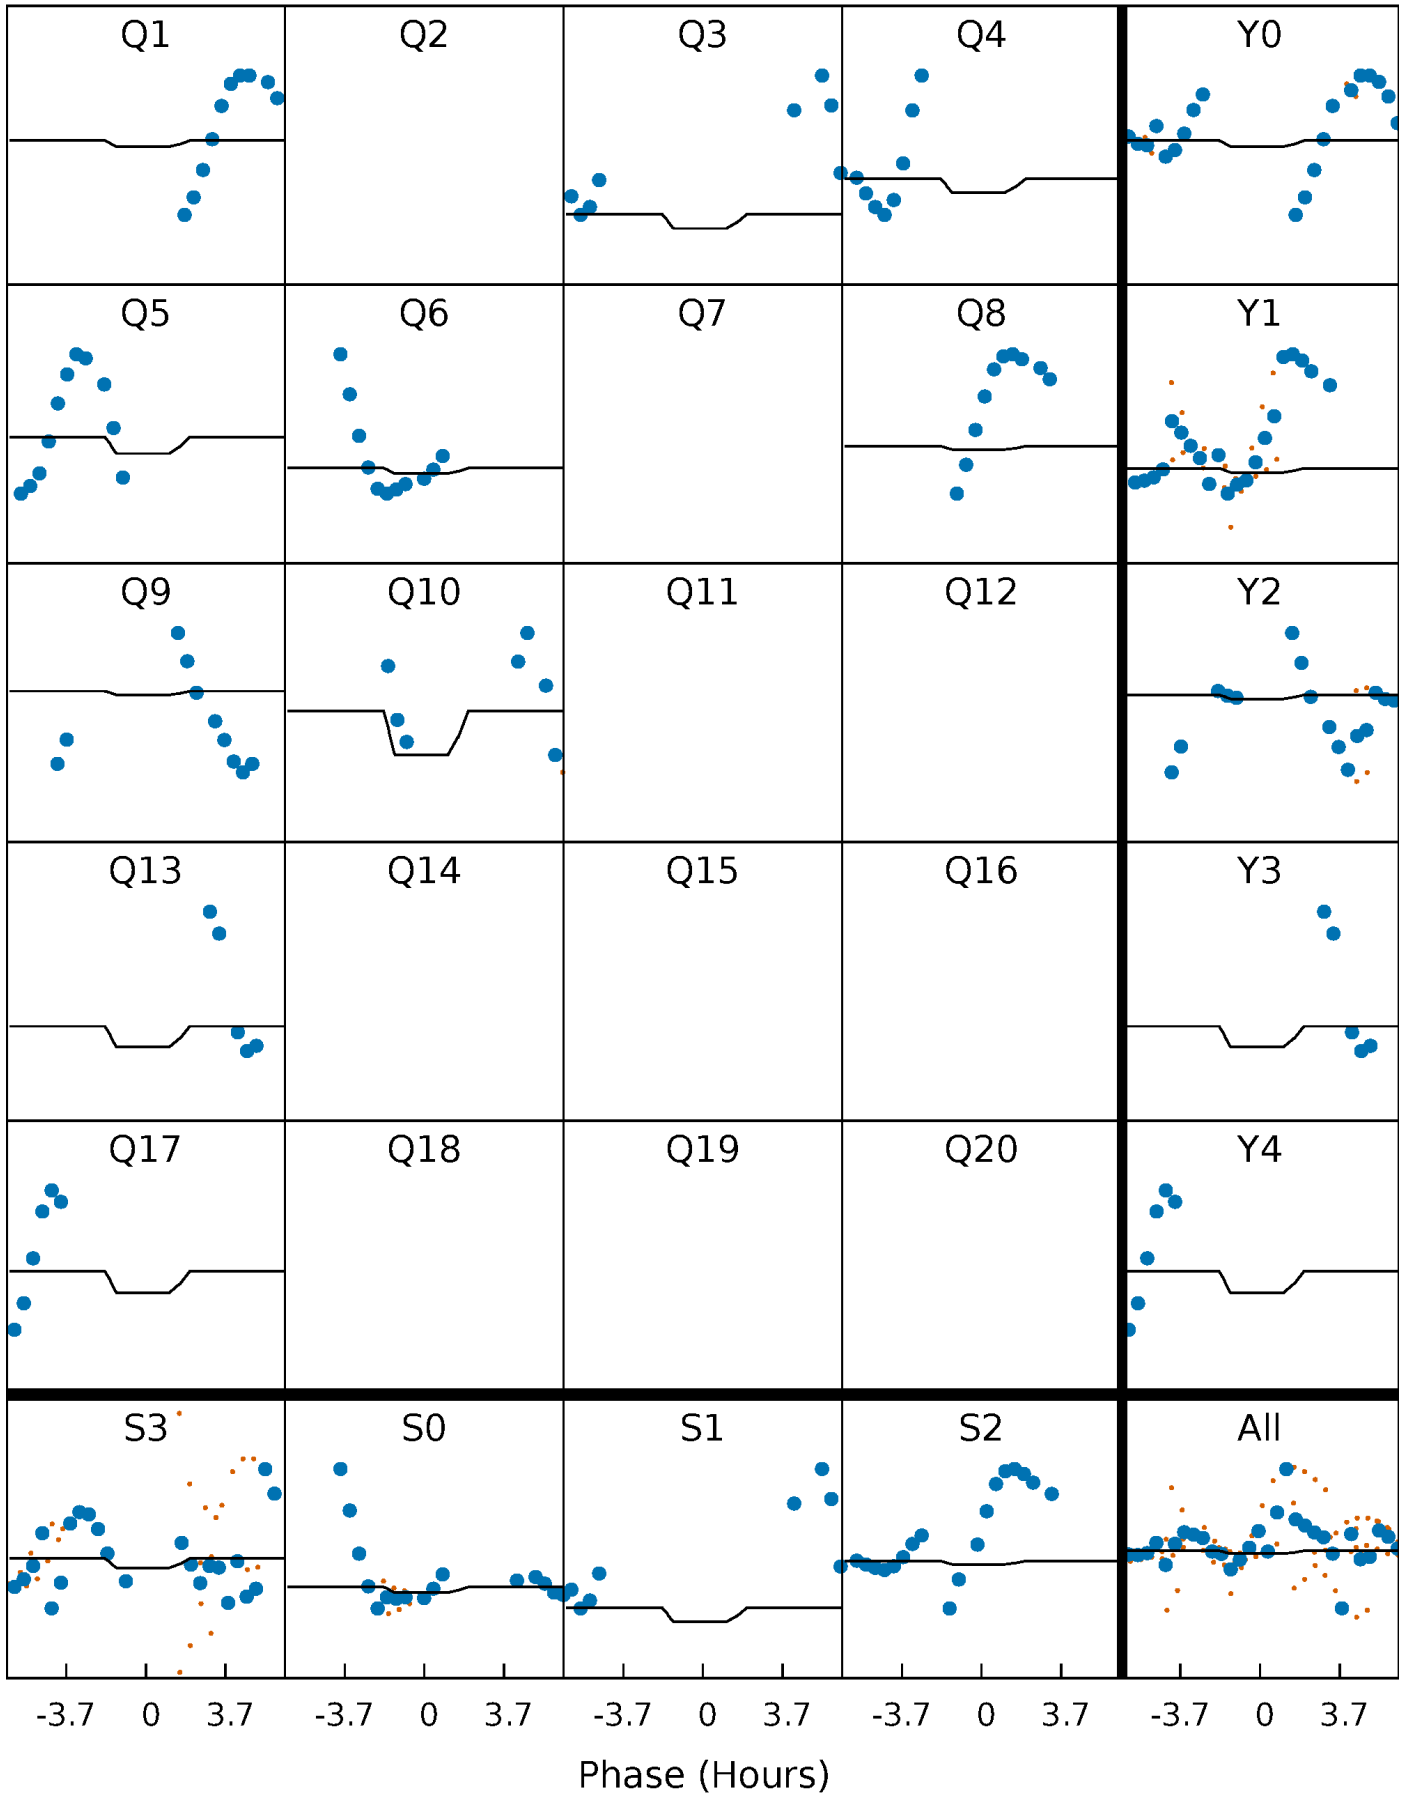 Q1 Q2 Q3 Q4 Y0
Q5 Q6 Q7 Q8 Y1
Q9 Q10 Q11 Q12 Y2
Q13 Q14 Q15 Q16 Y3
Q17 Q18 Q19 Q20 Y4
S3 S0 S1 S2 All
-3.7 0 3.7 -3.7 0 3.7 -3.7 0 3.7 -3.7 0 3.7 -3.7 0 3.7
Phase (Hours)